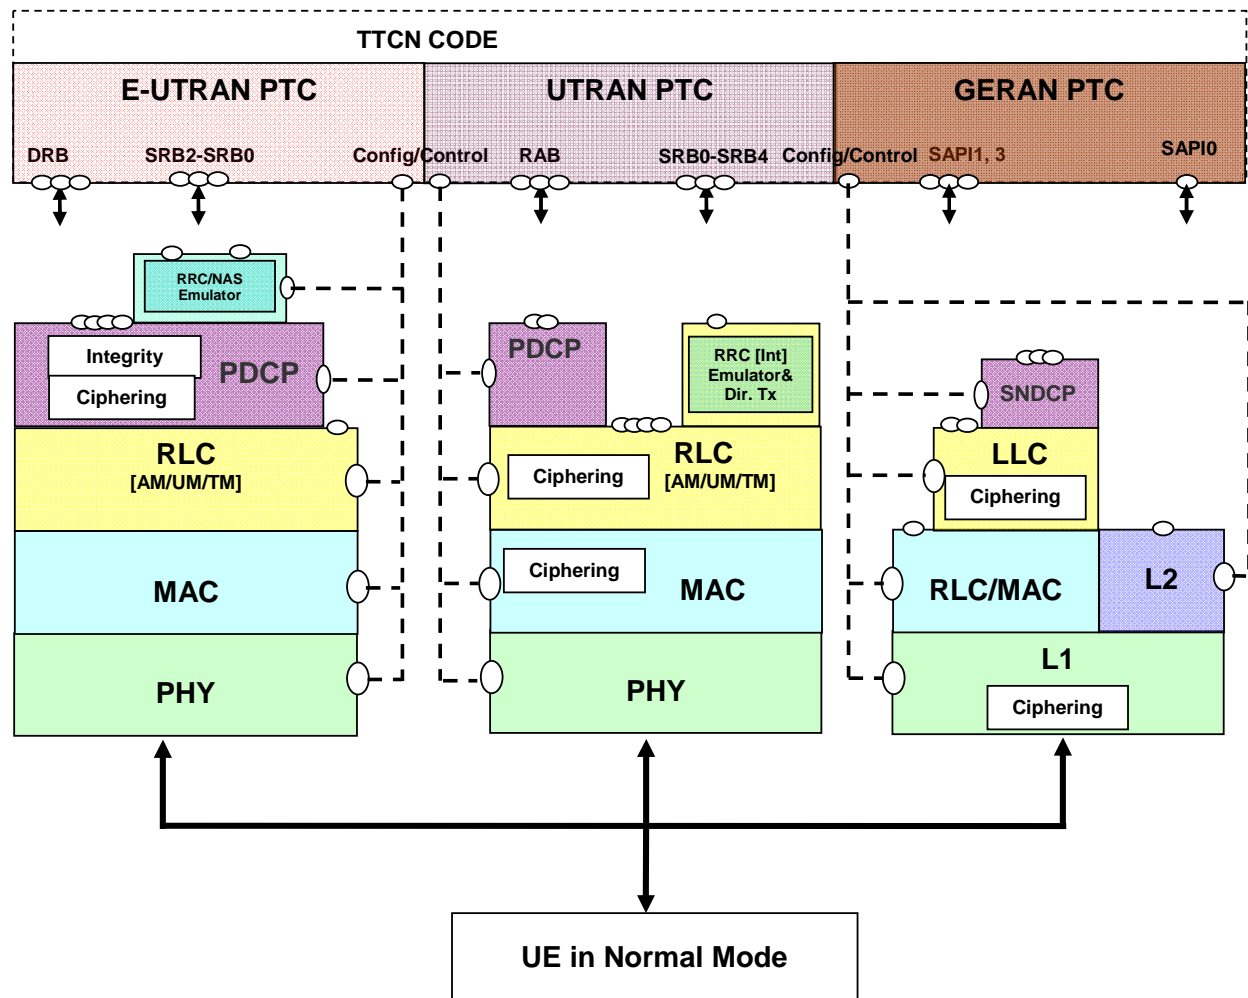 TTCN CODE
E-UTRAN PTC
UTRAN PTC
GERAN PTC
DRB
SRB2-SRB0
Config/Control
RAB
SRB0-SRB4
Config/Control
SAPI1, 3
SAPI0
RRC/NAS
Emulator
Integrity
Ciphering
PDCP
RLC
[AM/UM/TM]
MAC
PHY
PDCP
RRC [Int]
Emulator&
Dir. Tx
RLC
[AM/UM/TM]
Ciphering
Ciphering
MAC
PHY
SNDCP
LLC
Ciphering
RLC/MAC
L2
L1
Ciphering
UE in Normal Mode